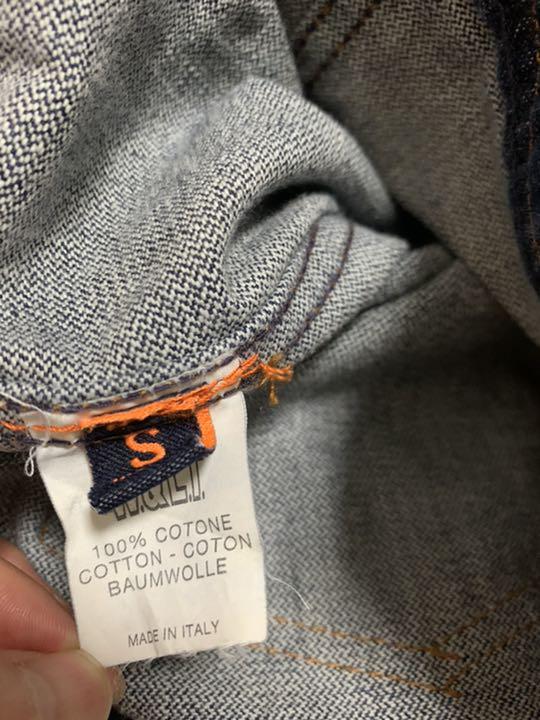 S
100% COTONE
COTTON - COTON
BAUMWOLLE
MADE IN ITALY